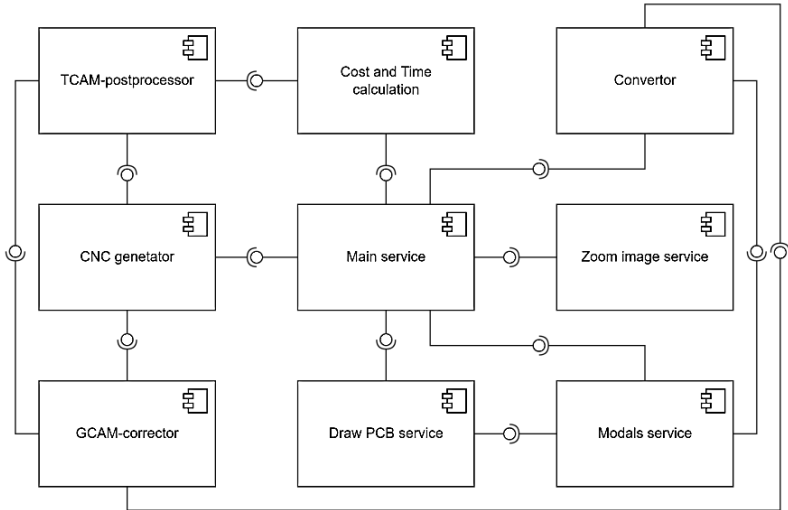 TCAM-postprocessor
Cost and Time
calculation
Convertor
CNC genetator
Main service
Zoom image service
GCAM-corrector
Draw PCB service
Modals service